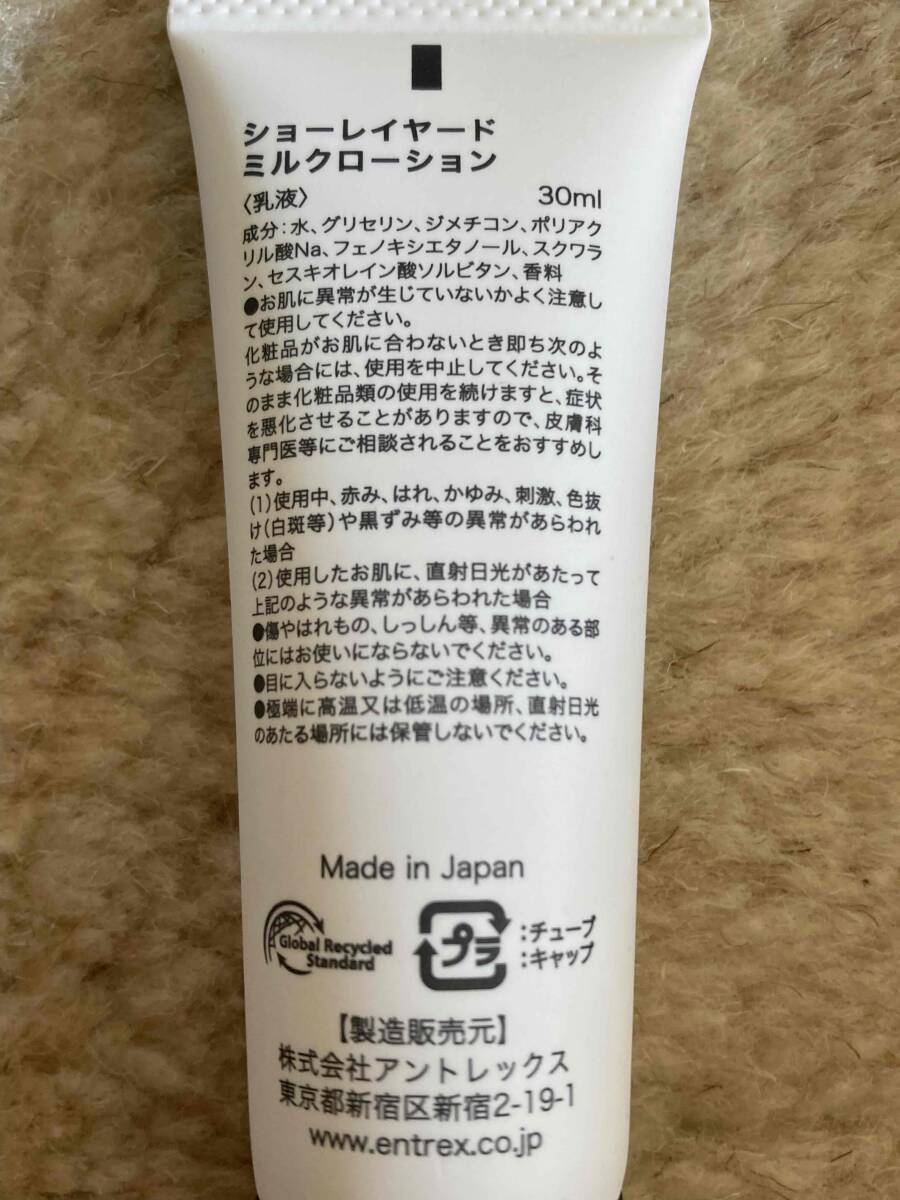 ショーレイヤード
ミルクローション
〈乳液〉 30ml
成分:水、グリセリン、ジメチコン、ポリアク
リル酸Na、フェノキシエタノール、スクワラ
ン、セスキオレイン酸ソルビタン、香料
●お肌に異常が生じていないかよく注意し
て使用してください。
化粧品がお肌に合わないとき即ち次のよ
うな場合には、使用を中止してください。そ
のまま化粧品類の使用を続けますと、症状
を悪化させることがありますので、皮膚科
専門医等にご相談されることをおすすめし
ます。
(1)使用中、赤み、はれ、かゆみ、刺激、色抜
け(白斑等)や黒ずみ等の異常があらわれ
た場合
(2)使用したお肌に、直射日光があたって
上記のような異常があらわれた場合
●傷やはれもの、しっしん等、異常のある部
位にはお使いにならないでください。
●目に入らないようにご注意ください。
●極端に高温又は低温の場所、直射日光
のあたる場所には保管しないでください。
Made in Japan
Global Recycled
Standard
プラ
:チューブ
:キャップ
【製造販売元】
株式会社アントレックス
東京都新宿区新宿2-19-1
www.entrex.co.jp